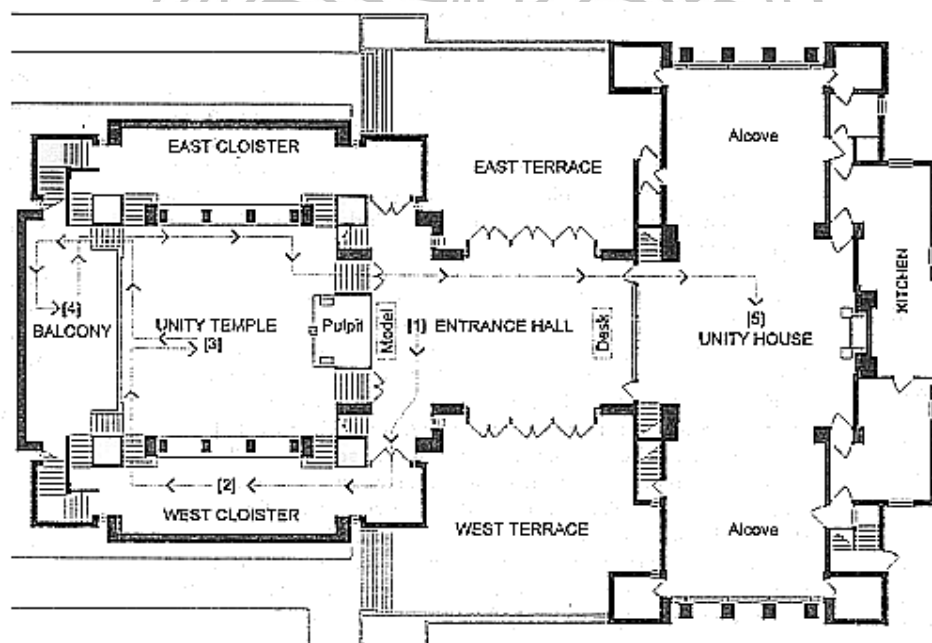 EAST CLOISTER
Alcove
EAST TERRACE
KITCHEN
[4]
BALCONY
UNITY TEMPLE
[3]
Pulpit
Model
[1] ENTRANCE HALL
Desk
[5]
UNITY HOUSE
[2]
WEST CLOISTER
WEST TERRACE
Alcove